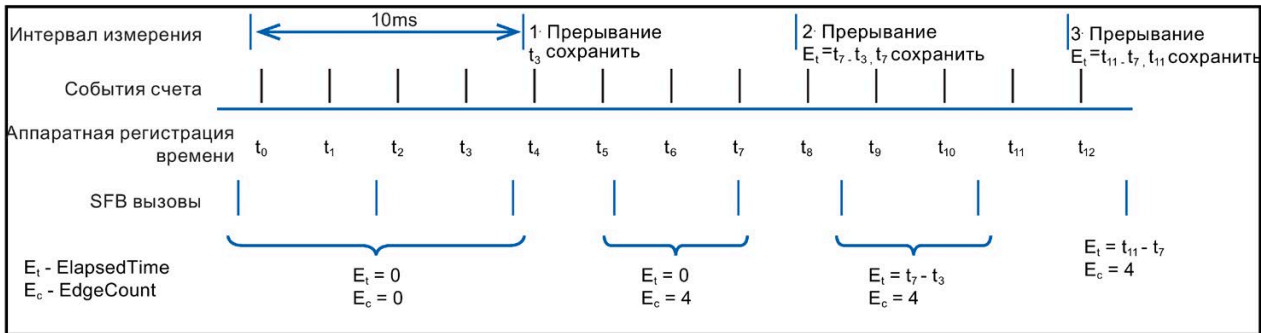 10ms
Интервал измерения
1· Прерывание
t3 сохранить
2· Прерывание
Et=t7-t3, t7 сохранить
3· Прерывание
Et=t11-t7, t11 сохранить
События счета
Аппаратная регистрация
времени
t0 t1 t2 t3 t4 t5 t6 t7 t8 t9 t10 t11 t12
SFB вызовы
Et - ElapsedTime
Ec - EdgeCount
Et = 0
Ec = 0
Et = 0
Ec = 4
Et = t7 - t3
Ec = 4
Et = t11 - t7
Ec = 4